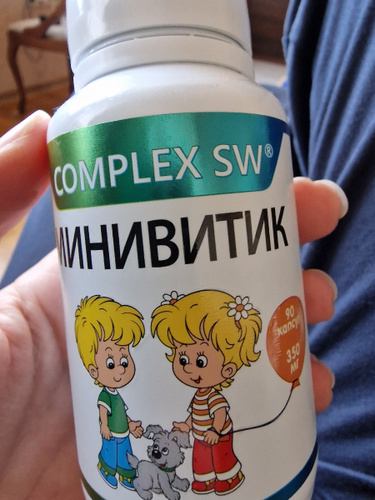 COMPLEX SW®
МИНИВИТИК
90
капсул
350
мг